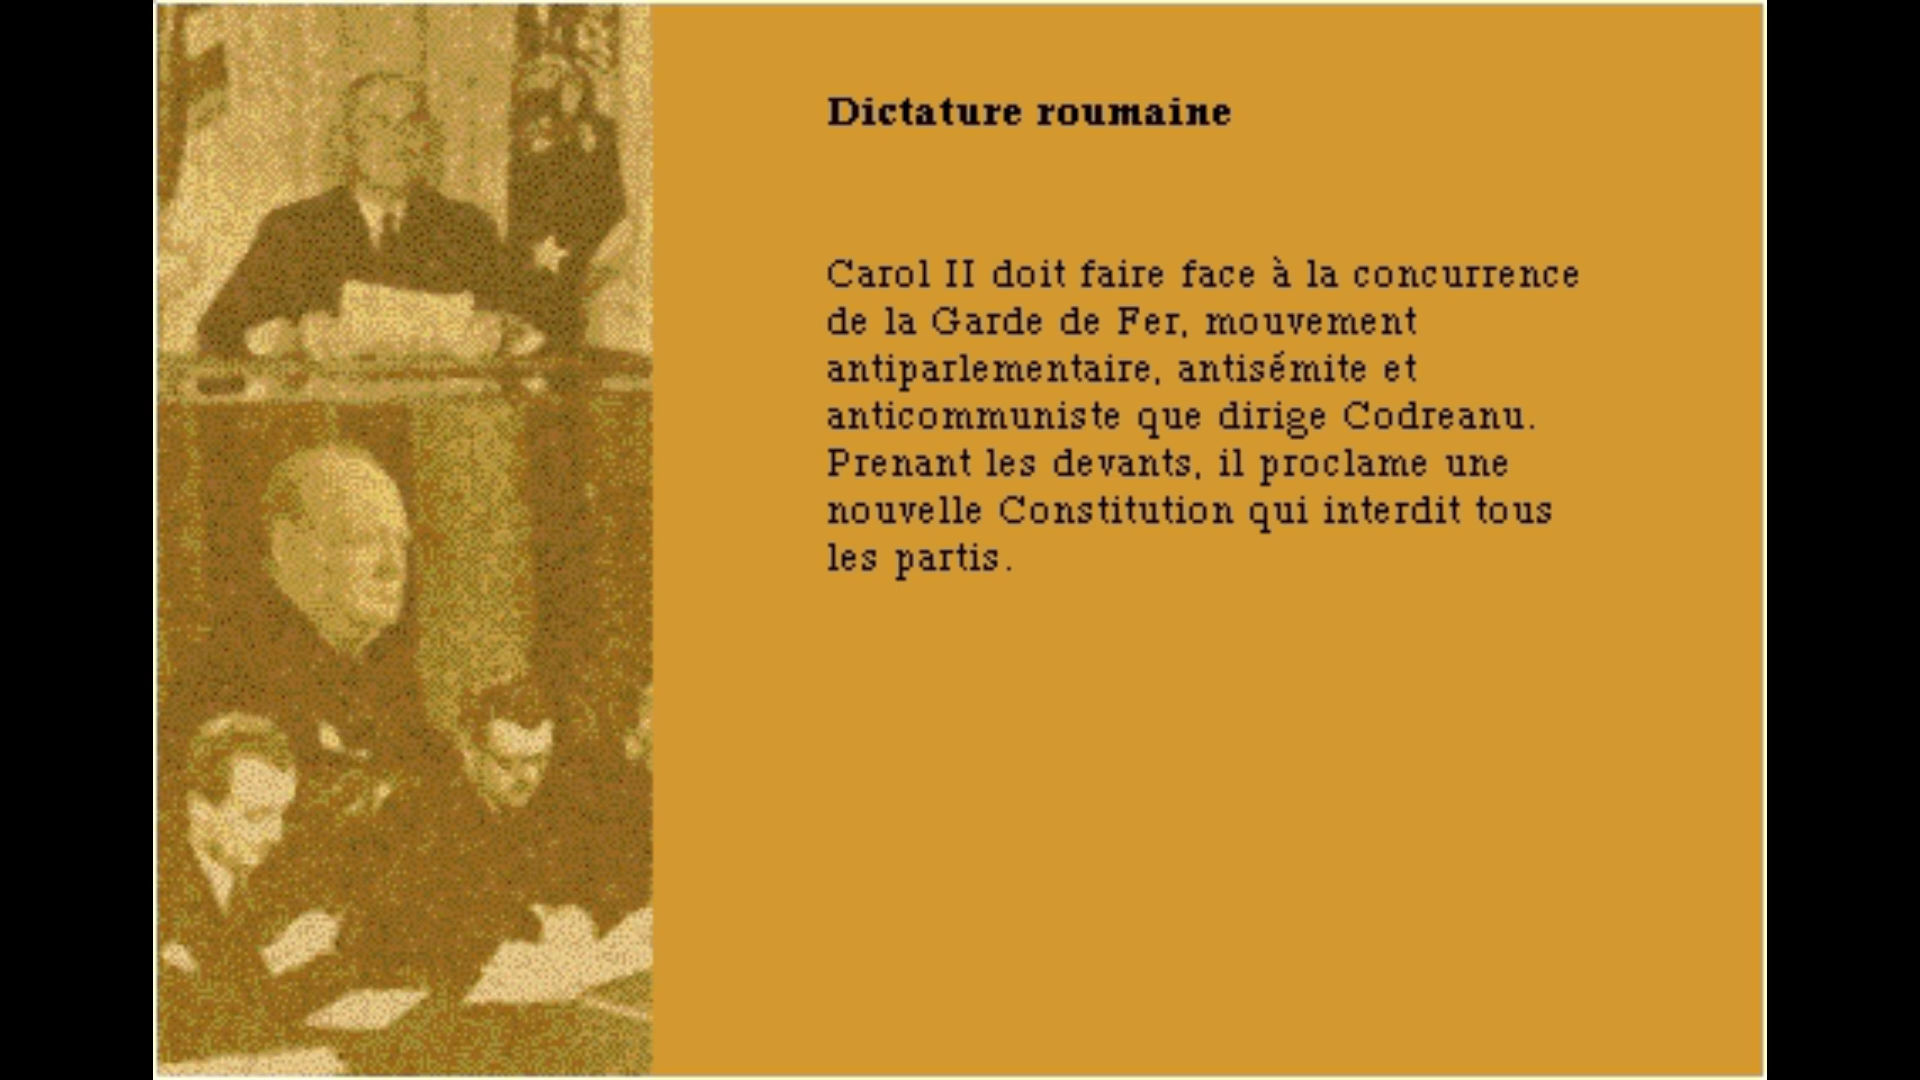 Dictature roumaine
Carol II doit faire face à la concurrence
de la Garde de Fer, mouvement
antiparlementaire, antisémite et
anticommuniste que dirige Codreanu.
Prenant les devants, il proclame une
nouvelle Constitution qui interdit tous
les partis.